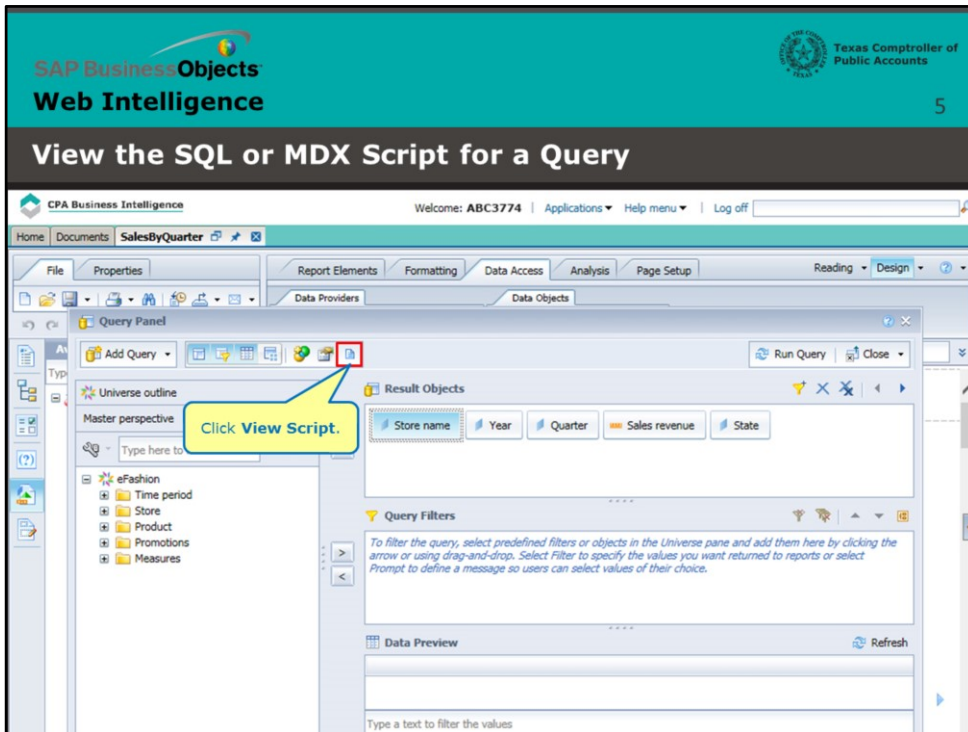 SAP BusinessObjects
Web Intelligence
Texas Comptroller of
Public Accounts
5
View the SQL or MDX Script for a Query
CPA Business Intelligence
Welcome: ABC3774 | Applications Help menu | Log off
Home Documents SalesByQuarter
File Properties Report Elements Formatting Data Access Analysis Page Setup Reading Design
Data Providers Data Objects
Query Panel
Add Query Run Query Close
Universe outline
Master perspective
Type here to
Click View Script.
Result Objects
Store name Year Quarter Sales revenue State
eFashion
Time period
Store
Product
Promotions
Measures
Query Filters
To filter the query, select predefined filters or objects in the Universe pane and add them here by clicking the
arrow or using drag-and-drop. Select Filter to specify the values you want returned to reports or select
Prompt to define a message so users can select values of their choice.
Data Preview Refresh
Type a text to filter the values